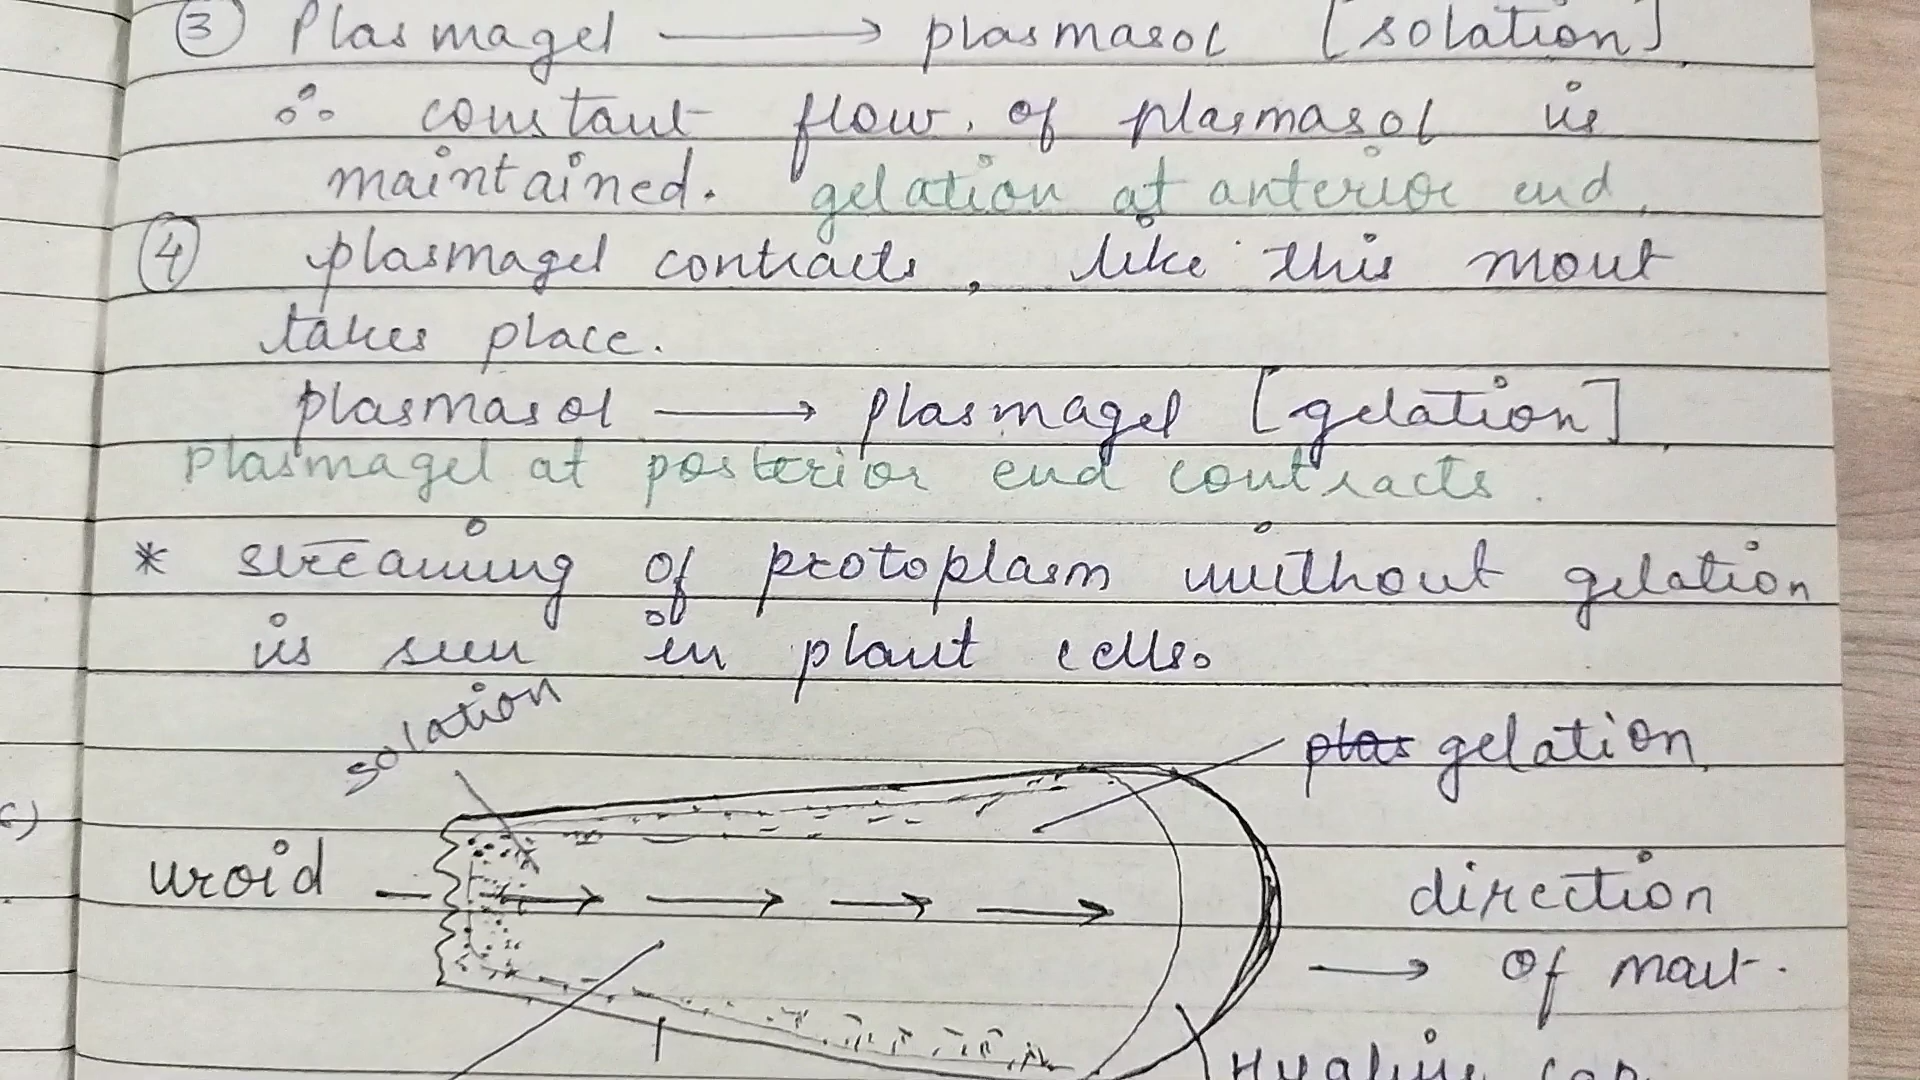 ③ Plasmagel ⟶ plasmasol [solation]
∴ constant flow of plasmasol is
maintained. gelation at anterior end.
④ plasmagel contracts, like this movt
takes place.
plasmasol ⟶ plasmagel [gelation]
Plasmagel at posterior end contracts.
* streaming of protoplasm without gelation
is seen in plant cells.
solation
gelation
c)
uroid
direction
→ of movt.
Hyaline cap